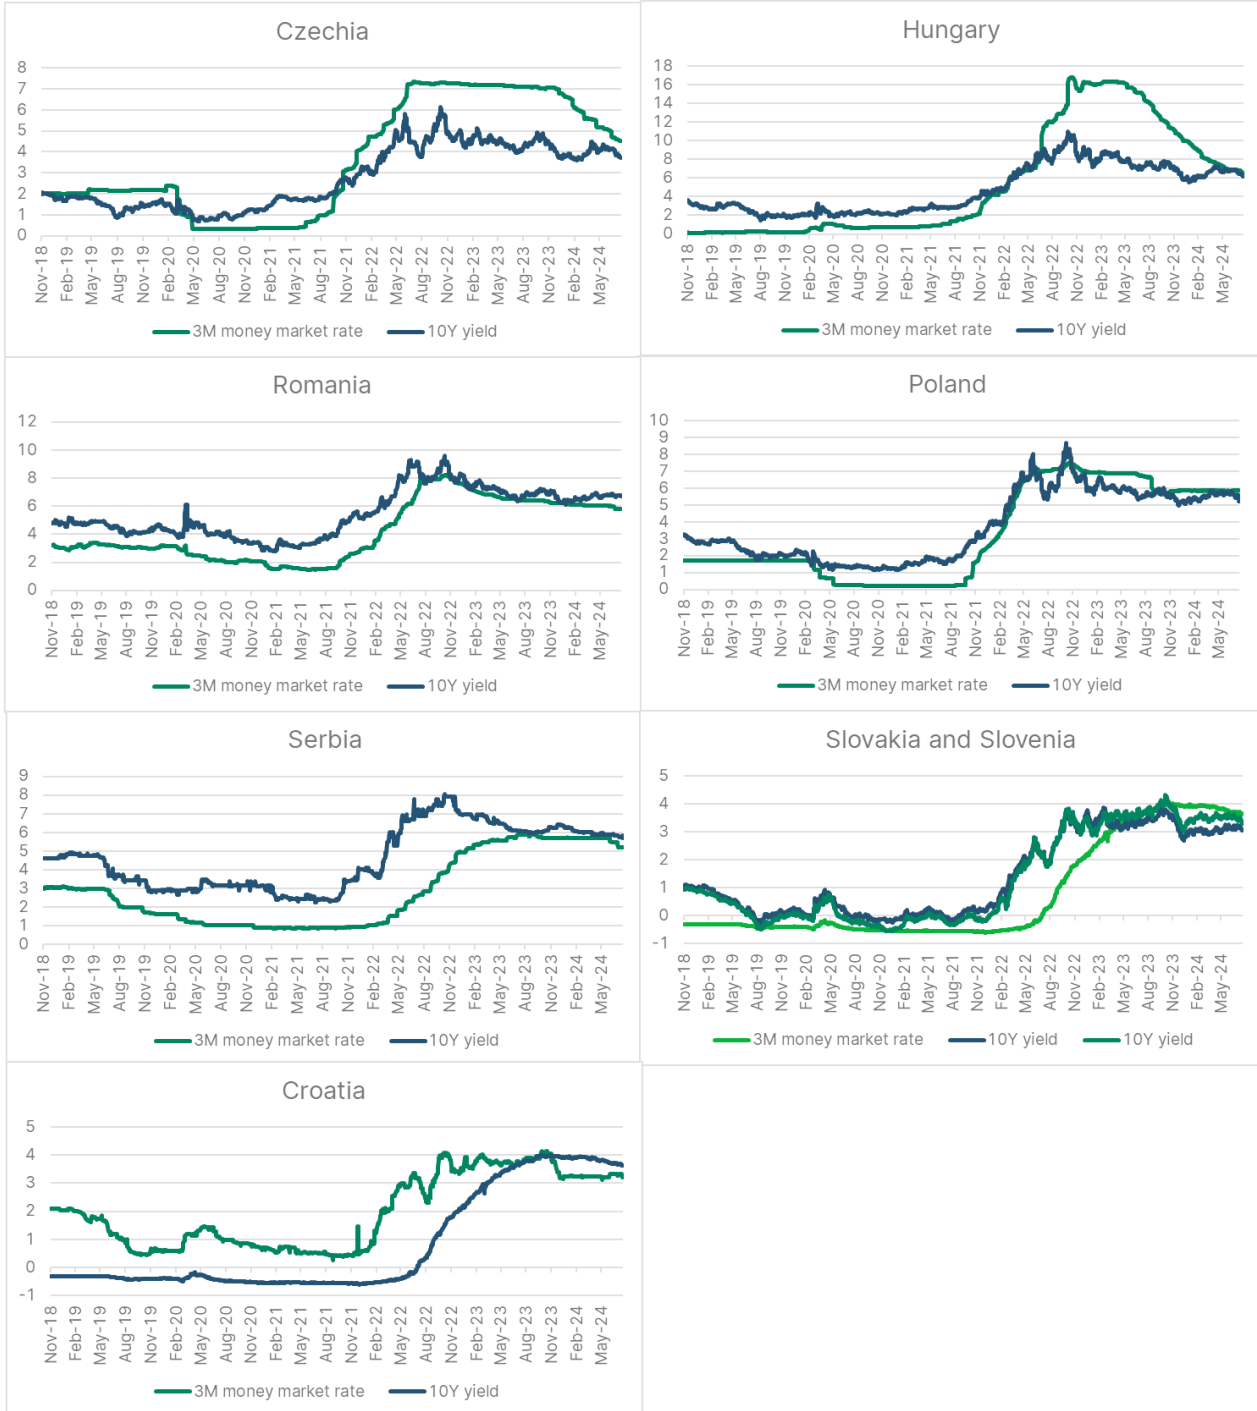 Czechia
8
7
6
5
4
3
2
1
0
Nov-18 Feb-19 May-19 Aug-19 Nov-19 Feb-20 May-20 Aug-20 Nov-20 Feb-21 May-21 Aug-21 Nov-21 Feb-22 May-22 Aug-22 Nov-22 Feb-23 May-23 Aug-23 Nov-23 Feb-24 May-24
3M money market rate 10Y yield
Hungary
18
16
14
12
10
8
6
4
2
0
Nov-18 Feb-19 May-19 Aug-19 Nov-19 Feb-20 May-20 Aug-20 Nov-20 Feb-21 May-21 Aug-21 Nov-21 Feb-22 May-22 Aug-22 Nov-22 Feb-23 May-23 Aug-23 Nov-23 Feb-24 May-24
3M money market rate 10Y yield
Romania
12
10
8
6
4
2
0
Nov-18 Feb-19 May-19 Aug-19 Nov-19 Feb-20 May-20 Aug-20 Nov-20 Feb-21 May-21 Aug-21 Nov-21 Feb-22 May-22 Aug-22 Nov-22 Feb-23 May-23 Aug-23 Nov-23 Feb-24 May-24
3M money market rate 10Y yield
Poland
10
9
8
7
6
5
4
3
2
1
0
Nov-18 Feb-19 May-19 Aug-19 Nov-19 Feb-20 May-20 Aug-20 Nov-20 Feb-21 May-21 Aug-21 Nov-21 Feb-22 May-22 Aug-22 Nov-22 Feb-23 May-23 Aug-23 Nov-23 Feb-24 May-24
3M money market rate 10Y yield
Serbia
9
8
7
6
5
4
3
2
1
0
Nov-18 Feb-19 May-19 Aug-19 Nov-19 Feb-20 May-20 Aug-20 Nov-20 Feb-21 May-21 Aug-21 Nov-21 Feb-22 May-22 Aug-22 Nov-22 Feb-23 May-23 Aug-23 Nov-23 Feb-24 May-24
3M money market rate 10Y yield
Slovakia and Slovenia
5
4
3
2
1
0
-1
Nov-18 Feb-19 May-19 Aug-19 Nov-19 Feb-20 May-20 Aug-20 Nov-20 Feb-21 May-21 Aug-21 Nov-21 Feb-22 May-22 Aug-22 Nov-22 Feb-23 May-23 Aug-23 Nov-23 Feb-24 May-24
3M money market rate 10Y yield 10Y yield
Croatia
5
4
3
2
1
0
-1
Nov-18 Feb-19 May-19 Aug-19 Nov-19 Feb-20 May-20 Aug-20 Nov-20 Feb-21 May-21 Aug-21 Nov-21 Feb-22 May-22 Aug-22 Nov-22 Feb-23 May-23 Aug-23 Nov-23 Feb-24 May-24
3M money market rate 10Y yield